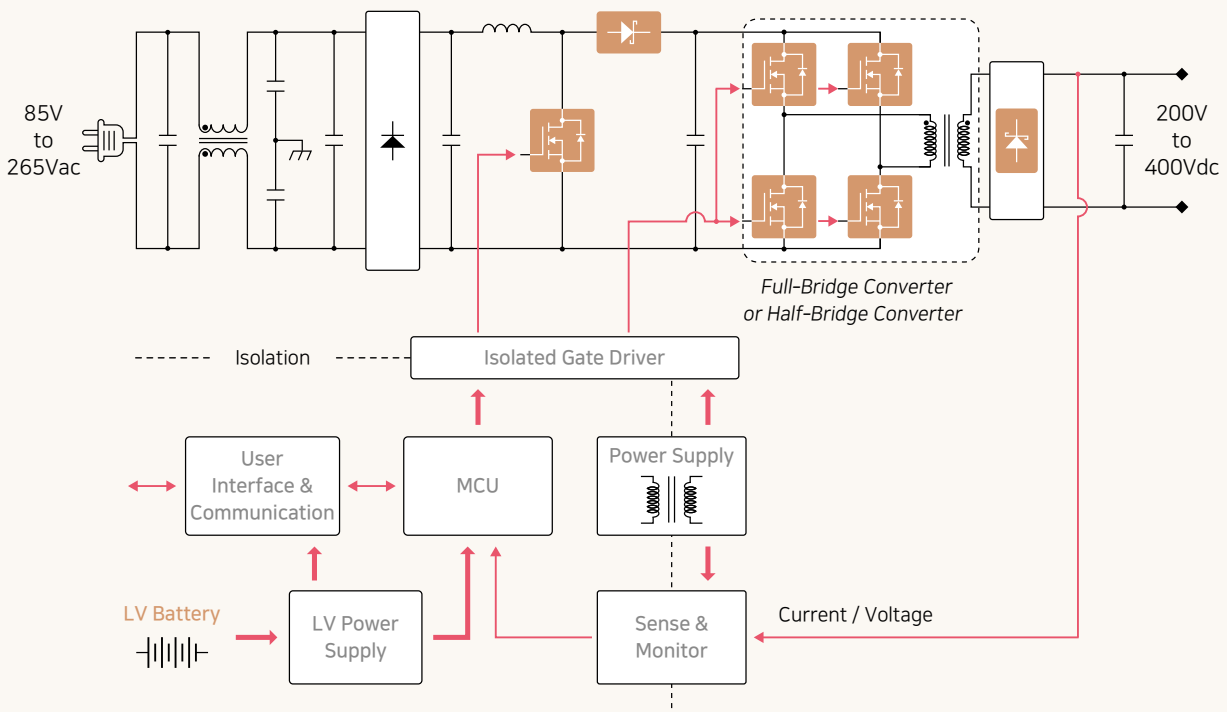 85V
to
265Vac
200V
to
400Vdc
Full-Bridge Converter
or Half-Bridge Converter
Isolation
Isolated Gate Driver
User
Interface &
Communication
MCU
Power Supply
LV Battery
LV Power
Supply
Sense &
Monitor
Current / Voltage